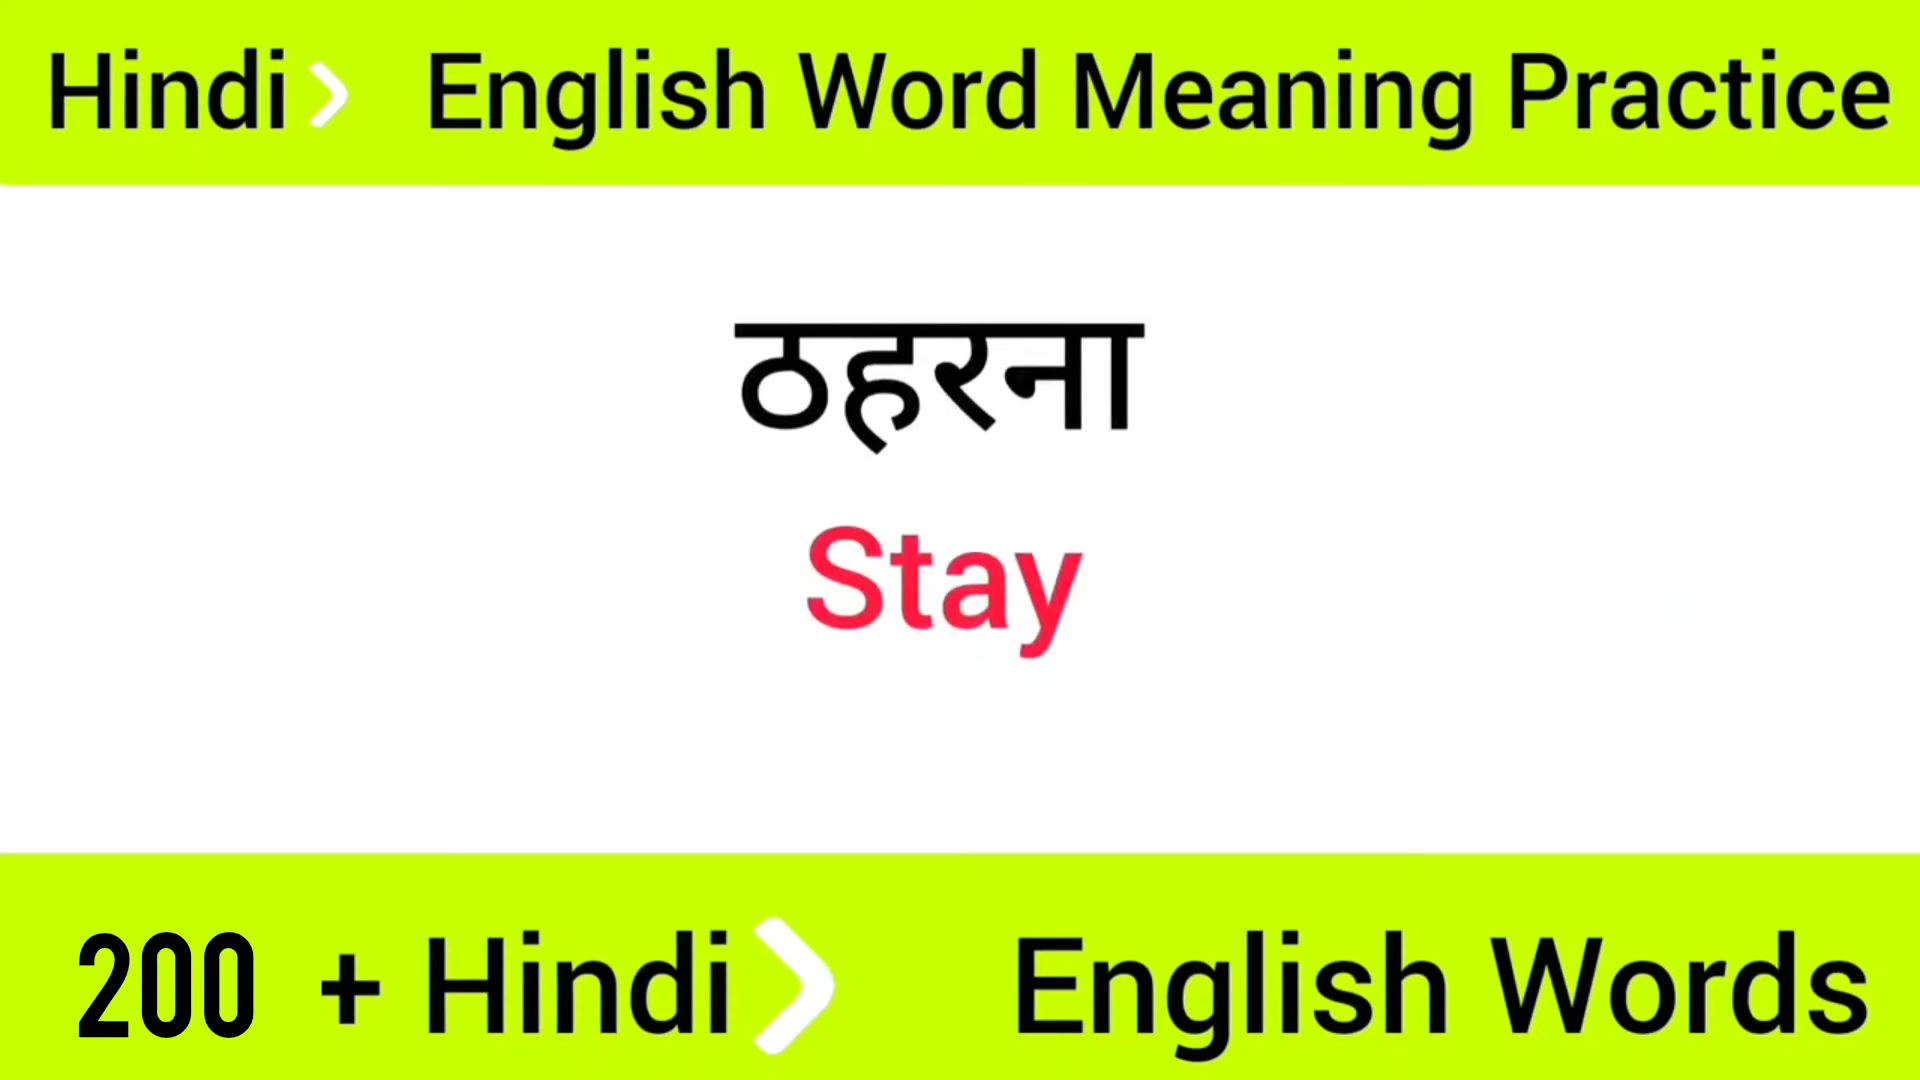 Hindi > English Word Meaning Practice
ठहरना
Stay
200 + Hindi > English Words